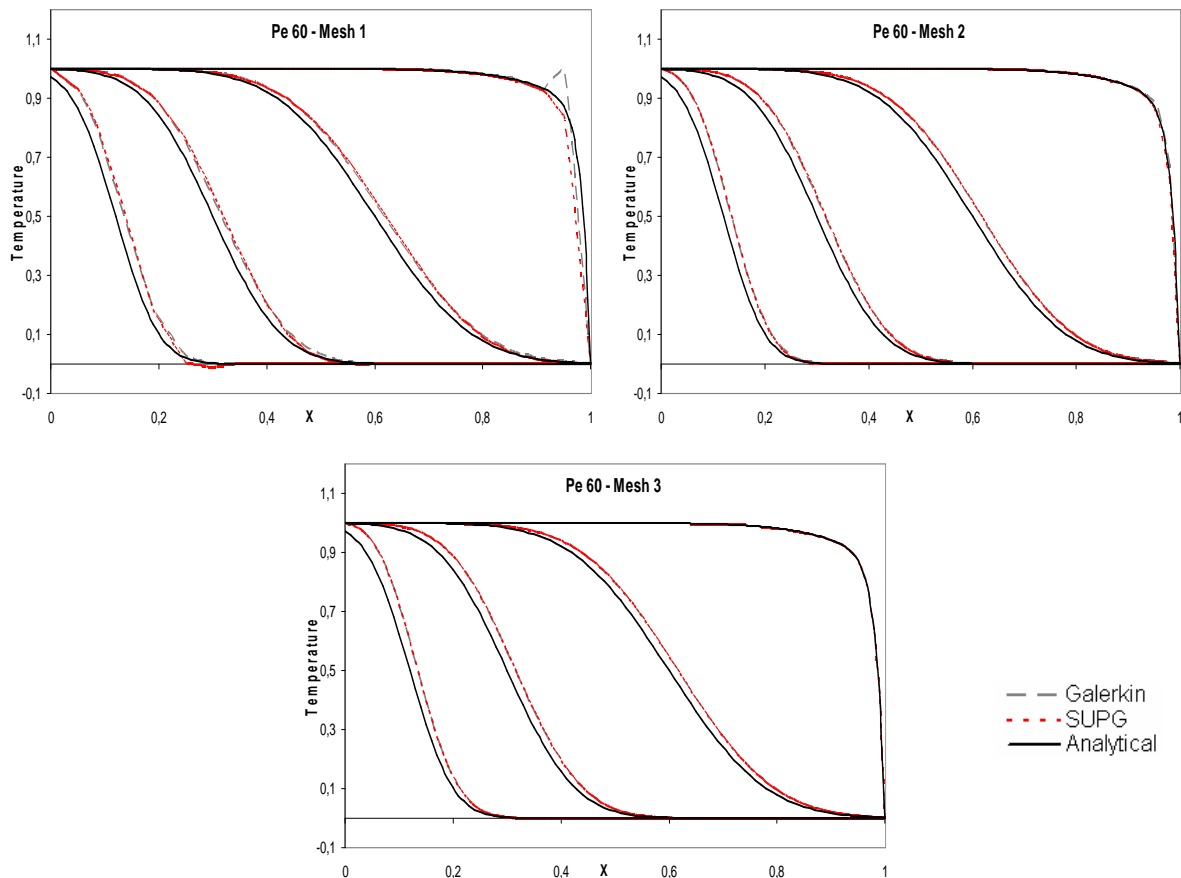 Pe 60 - Mesh 1
1,1
0,9
0,7
0,5
0,3
0,1
-0,1
Temperature
0 0,2 0,4 0,6 0,8 1
X
Pe 60 - Mesh 2
1,1
0,9
0,7
0,5
0,3
0,1
-0,1
Temperature
0 0,2 0,4 0,6 0,8 1
X
Pe 60 - Mesh 3
1,1
0,9
0,7
0,5
0,3
0,1
-0,1
Temperature
0 0,2 0,4 0,6 0,8 1
X
Galerkin
SUPG
Analytical